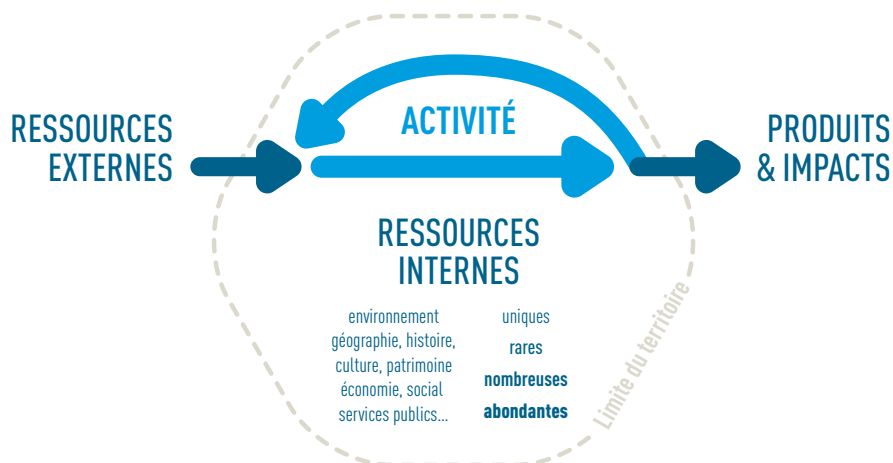 RESSOURCES
EXTERNES
ACTIVITÉ
PRODUITS
& IMPACTS
RESSOURCES
INTERNES
environnement
géographie, histoire,
culture, patrimoine
économie, social
services publics...
uniques
rares
nombreuses
abondantes
Limite du territoire